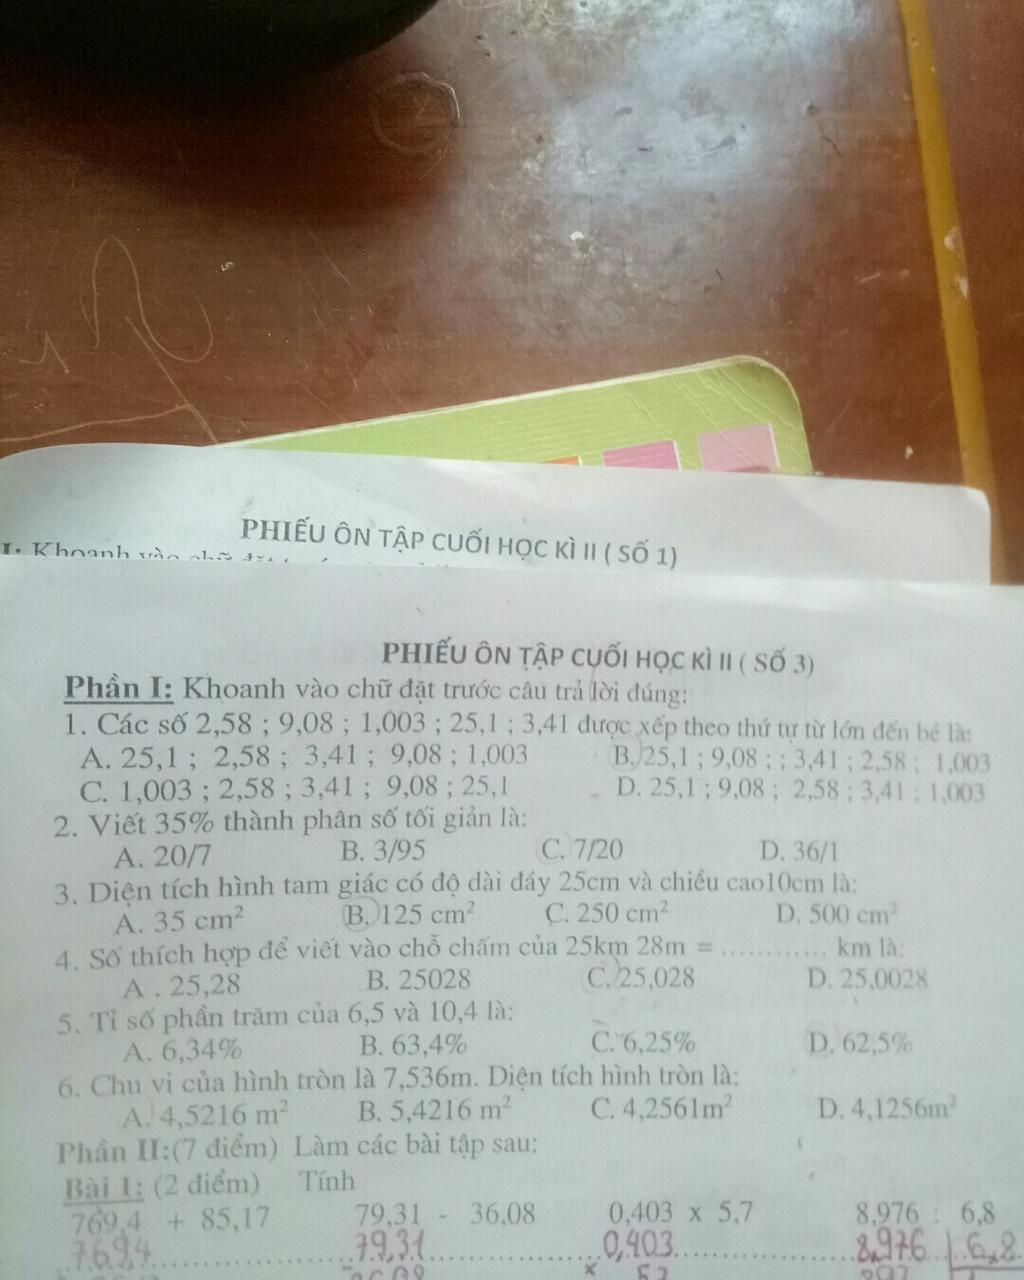 PHIẾU ÔN TẬP CUỐI HỌC KÌ II ( SỐ 1)
I: Khoanh vào chữ đặt
PHIẾU ÔN TẬP CUỐI HỌC KÌ II ( SỐ 3)
Phần I: Khoanh vào chữ đặt trước câu trả lời đúng:
1. Các số 2,58 ; 9,08 ; 1,003 ; 25,1 ; 3,41 được xếp theo thứ tự từ lớn đến bé là:
A. 25,1 ; 2,58 ; 3,41 ; 9,08 ; 1,003 B. 25,1 ; 9,08 ; ; 3,41 ; 2,58 ; 1,003
C. 1,003 ; 2,58 ; 3,41 ; 9,08 ; 25,1 D. 25,1 ; 9,08 ; 2,58 ; 3,41 ; 1,003
2. Viết 35% thành phân số tối giản là:
A. 20/7 B. 3/95 C. 7/20 D. 36/1
3. Diện tích hình tam giác có độ dài đáy 25cm và chiều cao10cm là:
A. 35 cm² B. 125 cm² C. 250 cm² D. 500 cm²
4. Số thích hợp để viết vào chỗ chấm của 25km 28m = ............ km là:
A . 25,28 B. 25028 C. 25,028 D. 25,0028
5. Tỉ số phần trăm của 6,5 và 10,4 là:
A. 6,34% B. 63,4% C. 6,25% D. 62,5%
6. Chu vi của hình tròn là 7,536m. Diện tích hình tròn là:
A. 4,5216 m² B. 5,4216 m² C. 4,2561m² D. 4,1256m²
Phần II:(7 điểm) Làm các bài tập sau:
Bài 1: (2 điểm) Tính
769,4 + 85,17 79,31 - 36,08 0,403 x 5,7 8,976 : 6,8
769,4 79,31 0,403 8,976 6,8